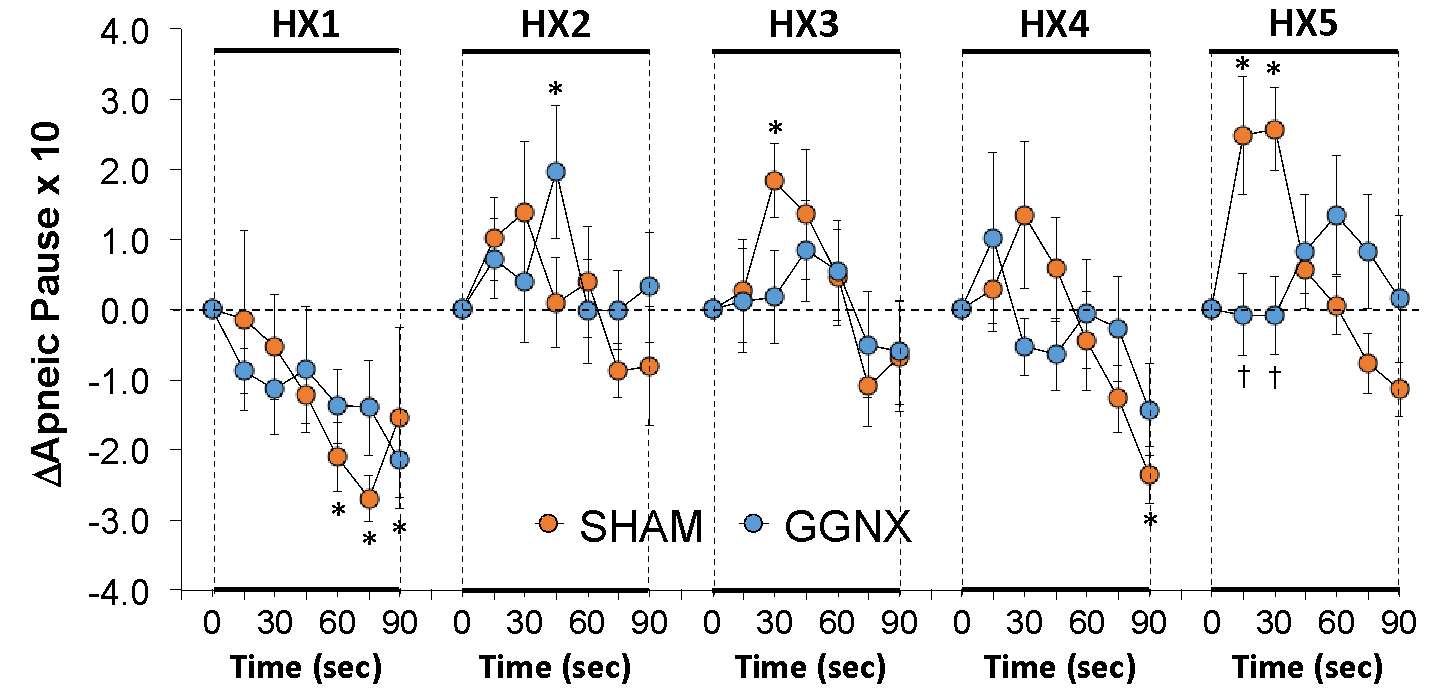 HX1 HX2 HX3 HX4 HX5
ΔApneic Pause x 10
4.0
3.0
2.0
1.0
0.0
-1.0
-2.0
-3.0
-4.0
* * * *
* * * *
† †
SHAM GGNX
0 30 60 90 0 30 60 90 0 30 60 90 0 30 60 90 0 30 60 90
Time (sec) Time (sec) Time (sec) Time (sec) Time (sec)